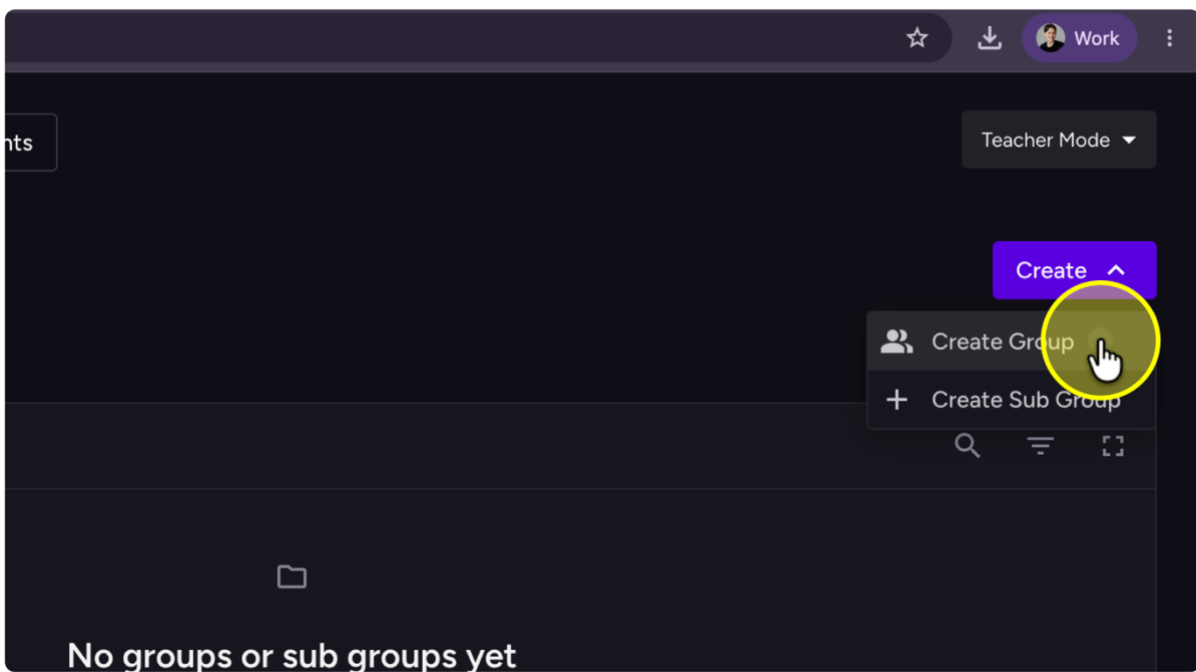 Work
nts
Teacher Mode
Create
Create Group
Create Sub Group
No groups or sub groups yet